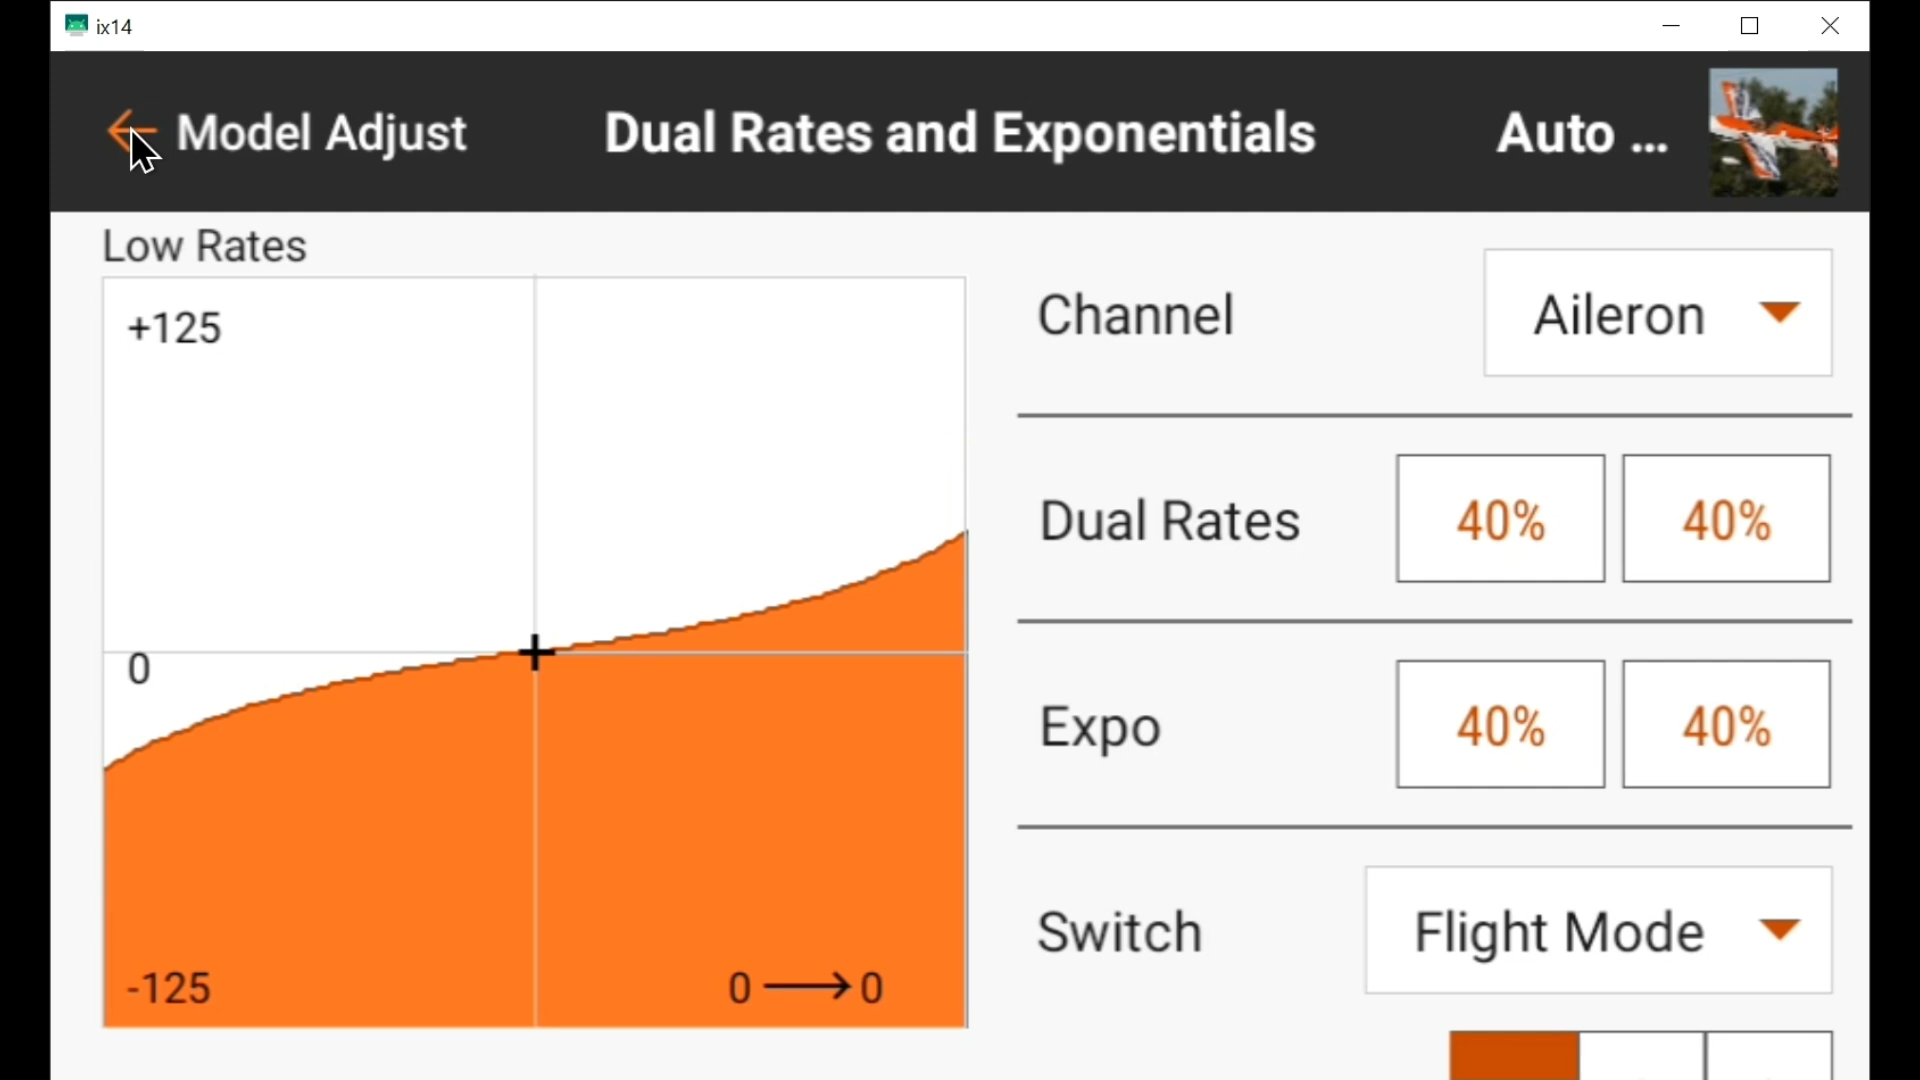 ix14
Model Adjust
Dual Rates and Exponentials
Auto ...
Low Rates
+125
0
-125
0 → 0
Channel
Aileron
Dual Rates
40%
40%
Expo
40%
40%
Switch
Flight Mode